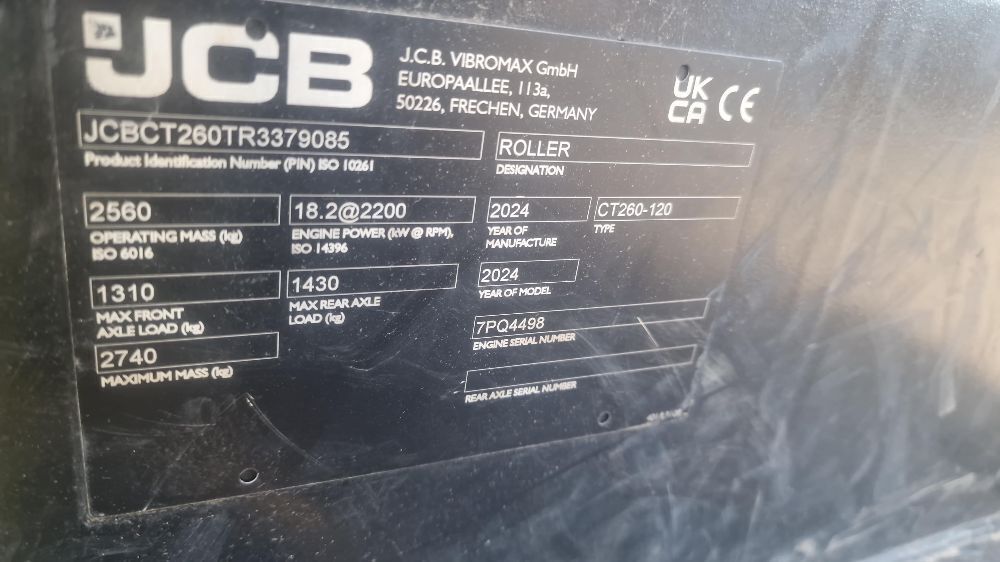 JCB
J.C.B. VIBROMAX GmbH
EUROPAALLEE, 113a,
50226, FRECHEN, GERMANY
UK
CA CE
JCBCT260TR3379085
Product Identification Number (PIN) ISO 10261
ROLLER
DESIGNATION
2560
OPERATING MASS (kg)
ISO 6016
18.2@2200
ENGINE POWER (kW @ RPM),
ISO 14396
2024
YEAR OF
MANUFACTURE
CT260-120
TYPE
1310
MAX FRONT
AXLE LOAD (kg)
1430
MAX REAR AXLE
LOAD (kg)
2024
YEAR OF MODEL
2740
MAXIMUM MASS (kg)
7PQ4498
ENGINE SERIAL NUMBER
REAR AXLE SERIAL NUMBER